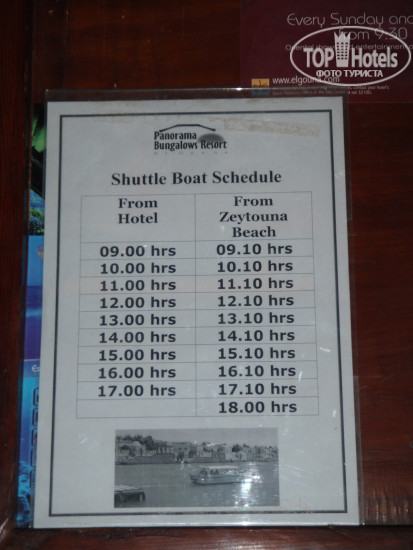 Every Sunday and
from 9.30
TOP Hotels
ФОТО ТУРИСТА
www.elgouna.com
Panorama
Bungalows Resort
EL GOUNA
Shuttle Boat Schedule
From Hotel	From Zeytouna Beach
09.00 hrs	09.10 hrs
10.00 hrs	10.10 hrs
11.00 hrs	11.10 hrs
12.00 hrs	12.10 hrs
13.00 hrs	13.10 hrs
14.00 hrs	14.10 hrs
15.00 hrs	15.10 hrs
16.00 hrs	16.10 hrs
17.00 hrs	17.10 hrs
18.00 hrs